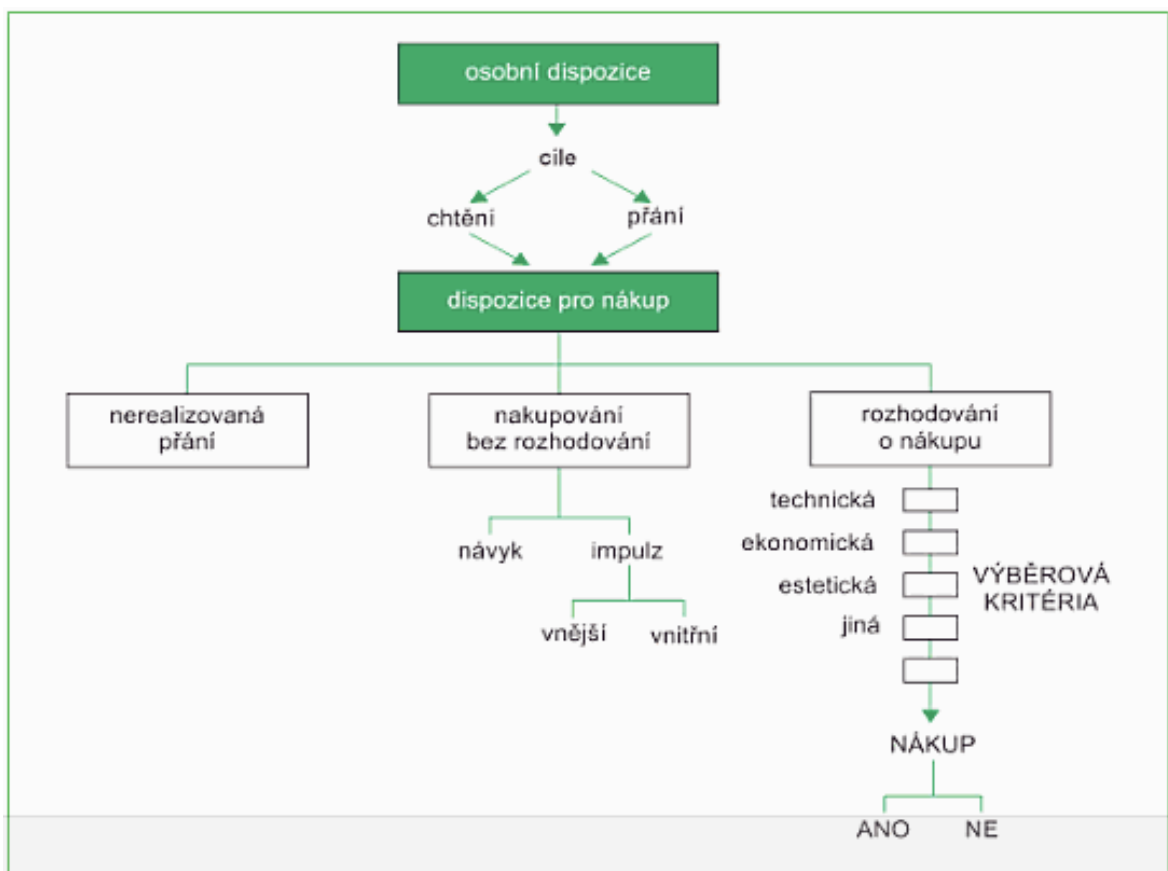 osobní dispozice
cíle
chtění
přání
dispozice pro nákup
nerealizovaná
přání
nakupování
bez rozhodování
rozhodování
o nákupu
návyk
impulz
vnější
vnitřní
technická
ekonomická
estetická
jiná
VÝBĚROVÁ
KRITÉRIA
NÁKUP
ANO
NE